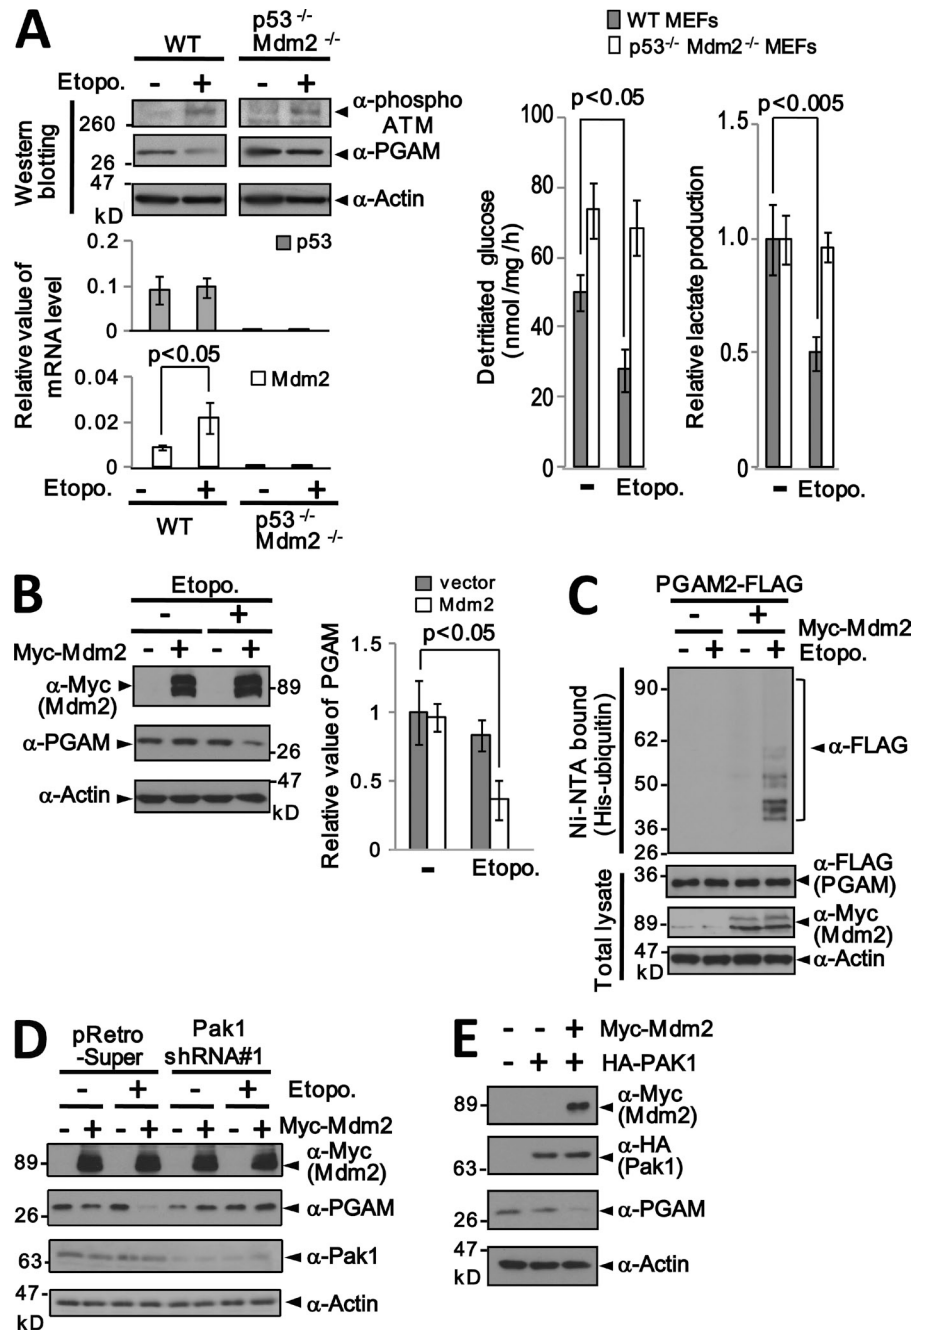 A
WT
p53 -/-
Mdm2 -/-
Etopo. - + - +
Western blotting
α-phospho
ATM
260
α-PGAM
26
47
α-Actin
kD
Relative value of mRNA level
0.2
p53
0.1
0
p<0.05
0.04
Mdm2
0.02
0
Etopo. - + - +
WT
p53 -/-
Mdm2 -/-
WT MEFs
p53-/- Mdm2-/- MEFs
Detritiated glucose
(nmol/mg/h)
p<0.05
100
80
60
40
20
0
- Etopo.
Relative lactate production
p<0.005
1.5
1.0
0.5
0
- Etopo.
B
Etopo.
- +
Myc-Mdm2 - + - +
α-Myc
(Mdm2)
89
α-PGAM
26
47
α-Actin
kD
vector
Mdm2
Relative value of PGAM
p<0.05
1.5
1
0.5
0
- Etopo.
C
PGAM2-FLAG
- + Myc-Mdm2
- + - + Etopo.
Ni-NTA bound
(His-ubiquitin)
90
62
50
36
26
α-FLAG
Total lysate
36
α-FLAG
(PGAM)
89
α-Myc
(Mdm2)
47
kD
α-Actin
D
pRetro
-Super
Pak1
shRNA#1
- + - + Etopo.
- + - + - + - + Myc-Mdm2
89
α-Myc
(Mdm2)
26
α-PGAM
63
α-Pak1
47
α-Actin
kD
E
- - + Myc-Mdm2
- + + HA-PAK1
89
α-Myc
(Mdm2)
63
α-HA
(Pak1)
26
α-PGAM
47
kD
α-Actin